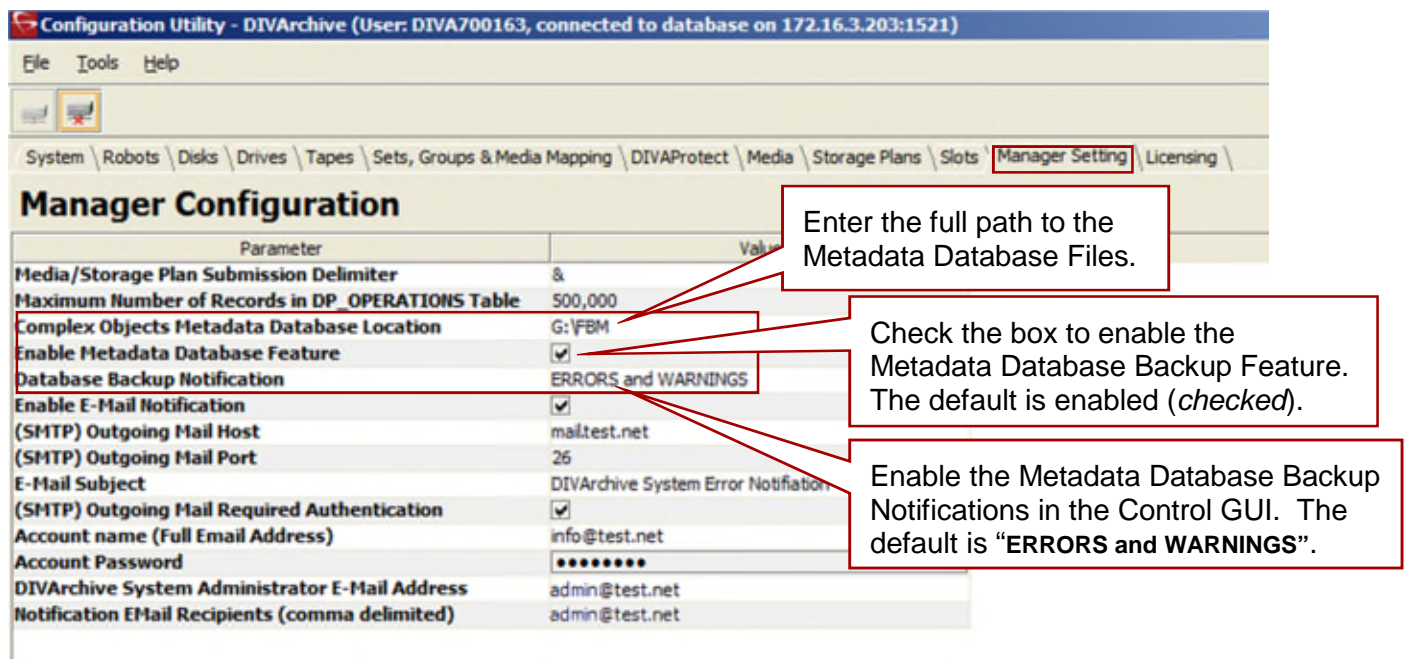 Configuration Utility - DIVArchive (User: DIVA700163, connected to database on 172.16.3.203:1521)
File Tools Help
System \ Robots \ Disks \ Drives \ Tapes \ Sets, Groups & Media Mapping \ DIVAProtect \ Media \ Storage Plans \ Slots \ Manager Setting \ Licensing \
Manager Configuration
Enter the full path to the
Metadata Database Files.
Parameter
Media/Storage Plan Submission Delimiter &
Maximum Number of Records in DP_OPERATIONS Table 500,000
Complex Objects Metadata Database Location G:\FBM
Enable Metadata Database Feature
Database Backup Notification ERRORS and WARNINGS
Enable E-Mail Notification
(SMTP) Outgoing Mail Host mail.test.net
(SMTP) Outgoing Mail Port 26
E-Mail Subject DIVArchive System Error Notifiation
(SMTP) Outgoing Mail Required Authentication
Account name (Full Email Address) info@test.net
Account Password ●●●●●●●●
DIVArchive System Administrator E-Mail Address admin@test.net
Notification EMail Recipients (comma delimited) admin@test.net
Check the box to enable the
Metadata Database Backup Feature.
The default is enabled (checked).
Enable the Metadata Database Backup
Notifications in the Control GUI. The
default is “ERRORS and WARNINGS”.